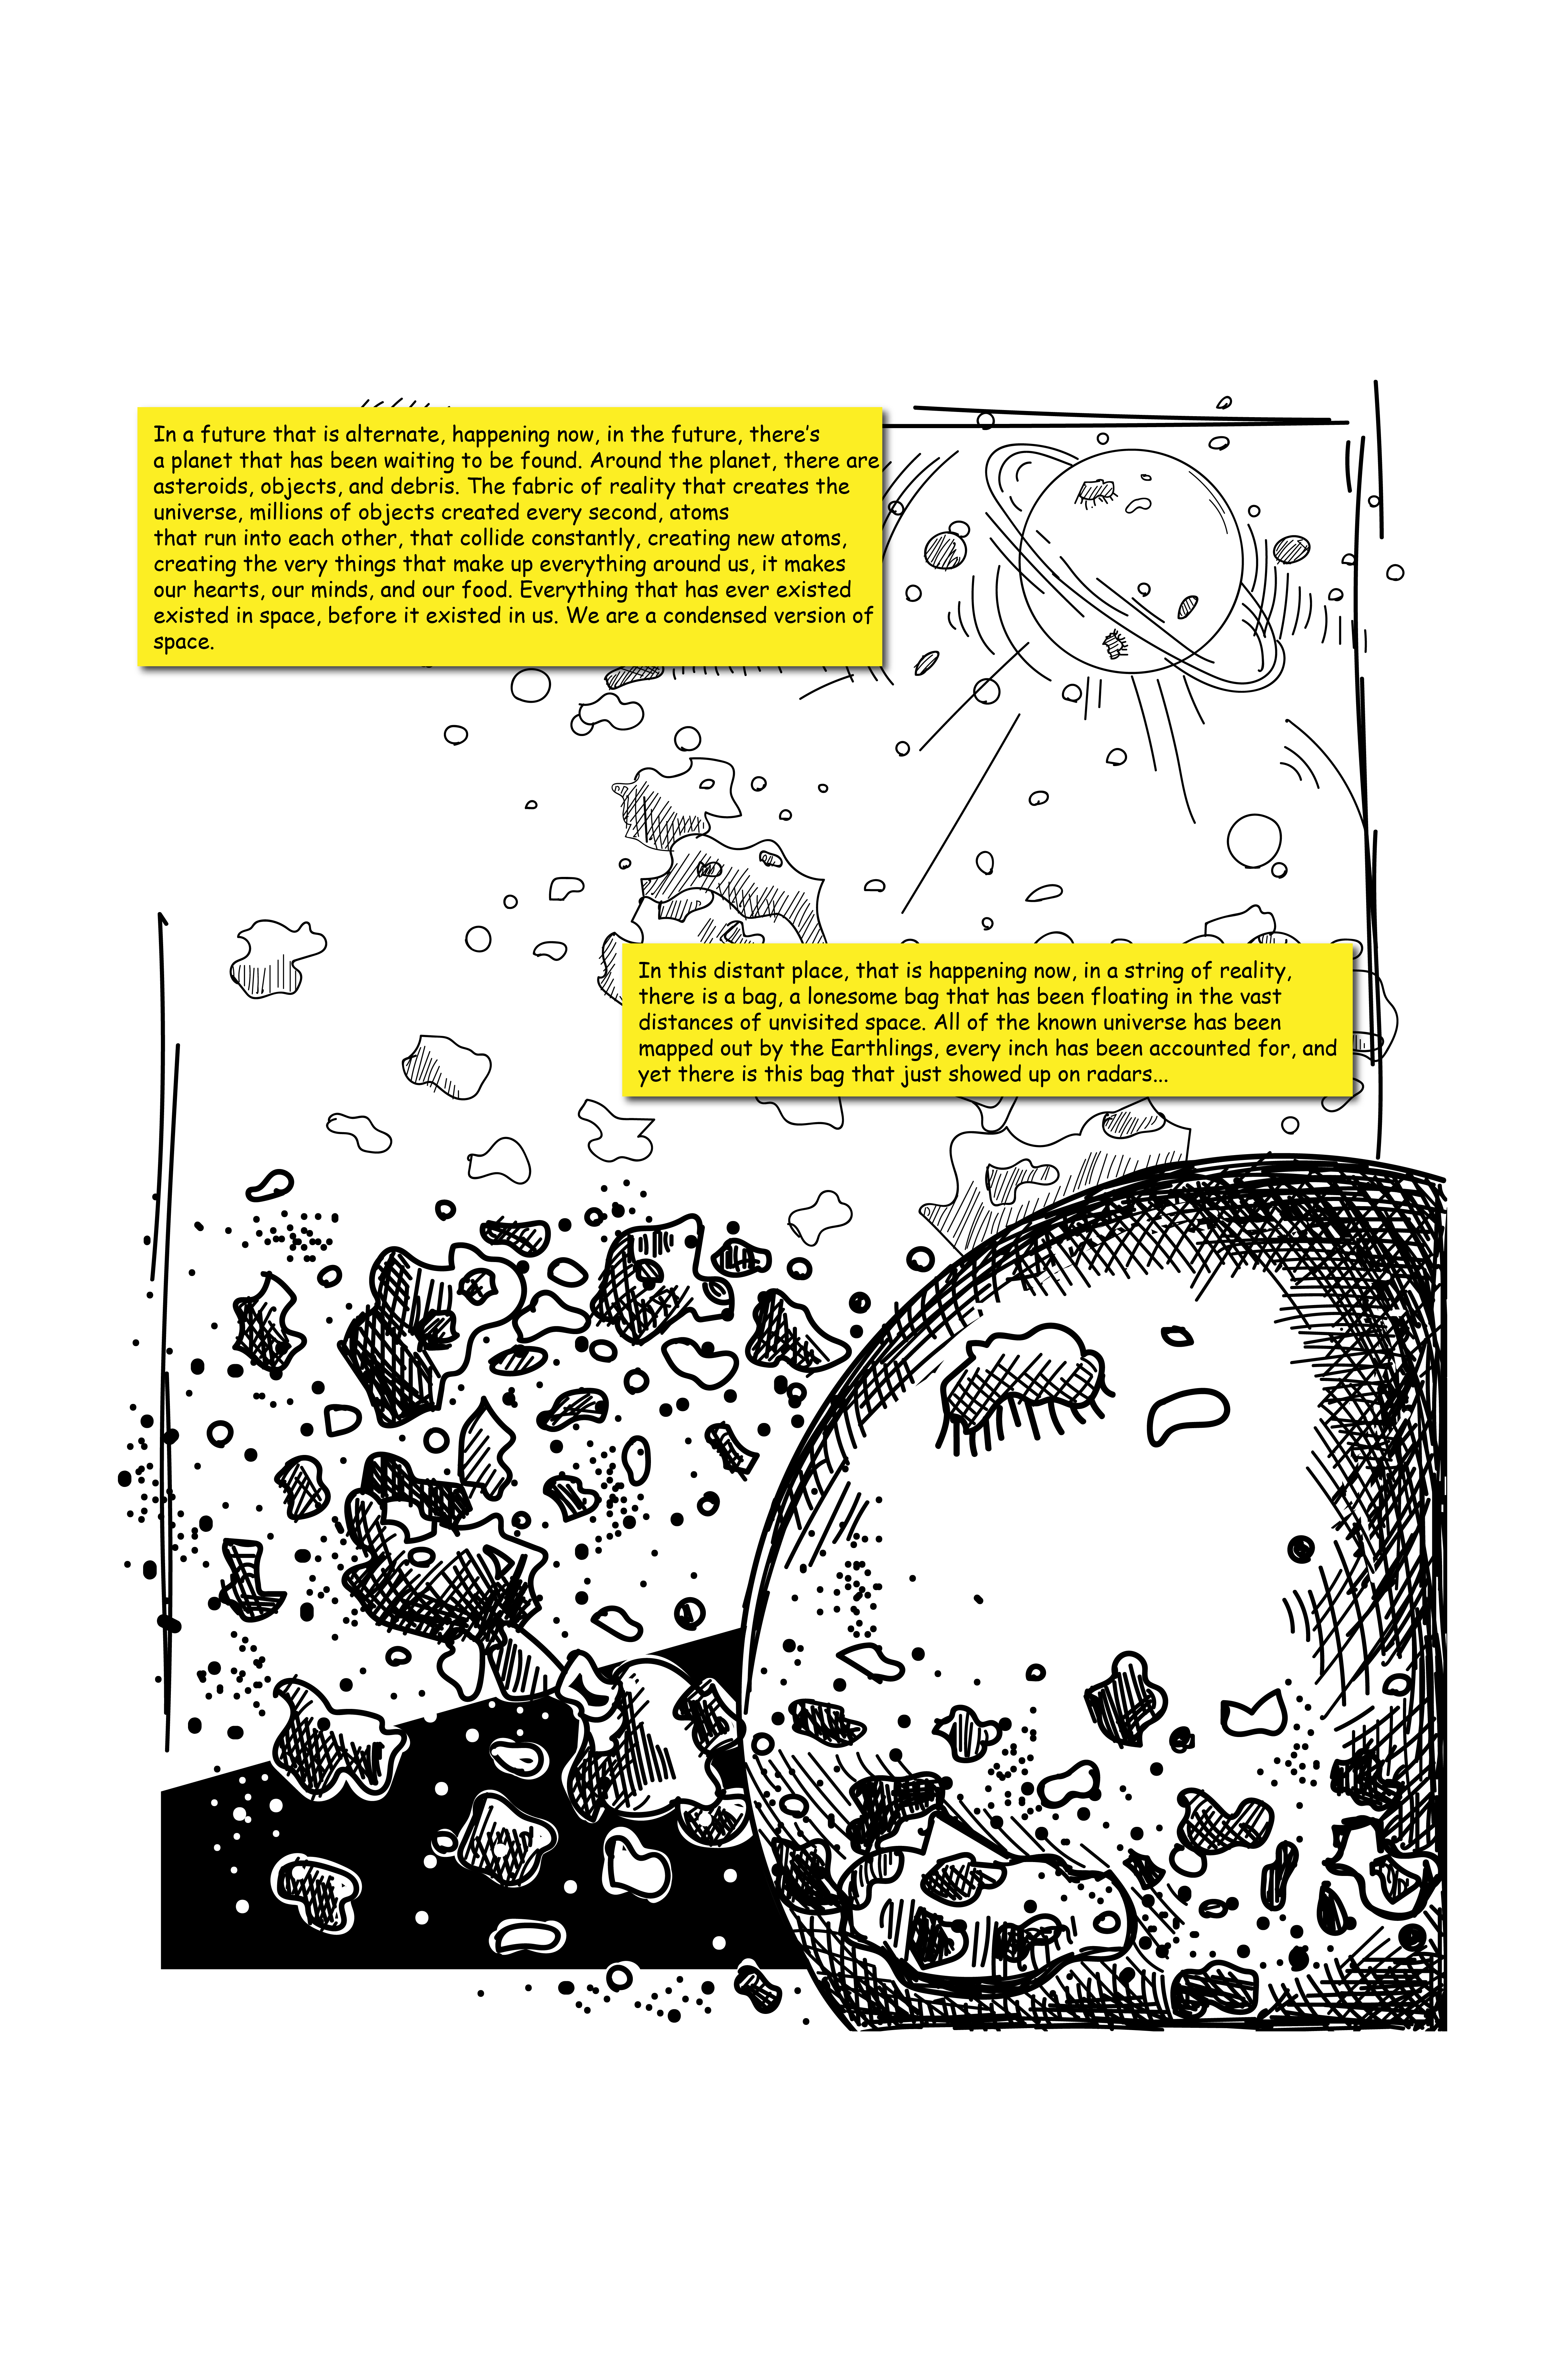 In a future that is alternate, happening now, in the future, there's
a planet that has been waiting to be found. Around the planet, there are
asteroids, objects, and debris. The fabric of reality that creates the
universe, millions of objects created every second, atoms
that run into each other, that collide constantly, creating new atoms,
creating the very things that make up everything around us, it makes
our hearts, our minds, and our food. Everything that has ever existed
existed in space, before it existed in us. We are a condensed version of
space.
In this distant place, that is happening now, in a string of reality,
there is a bag, a lonesome bag that has been floating in the vast
distances of unvisited space. All of the known universe has been
mapped out by the Earthlings, every inch has been accounted for, and
yet there is this bag that just showed up on radars...